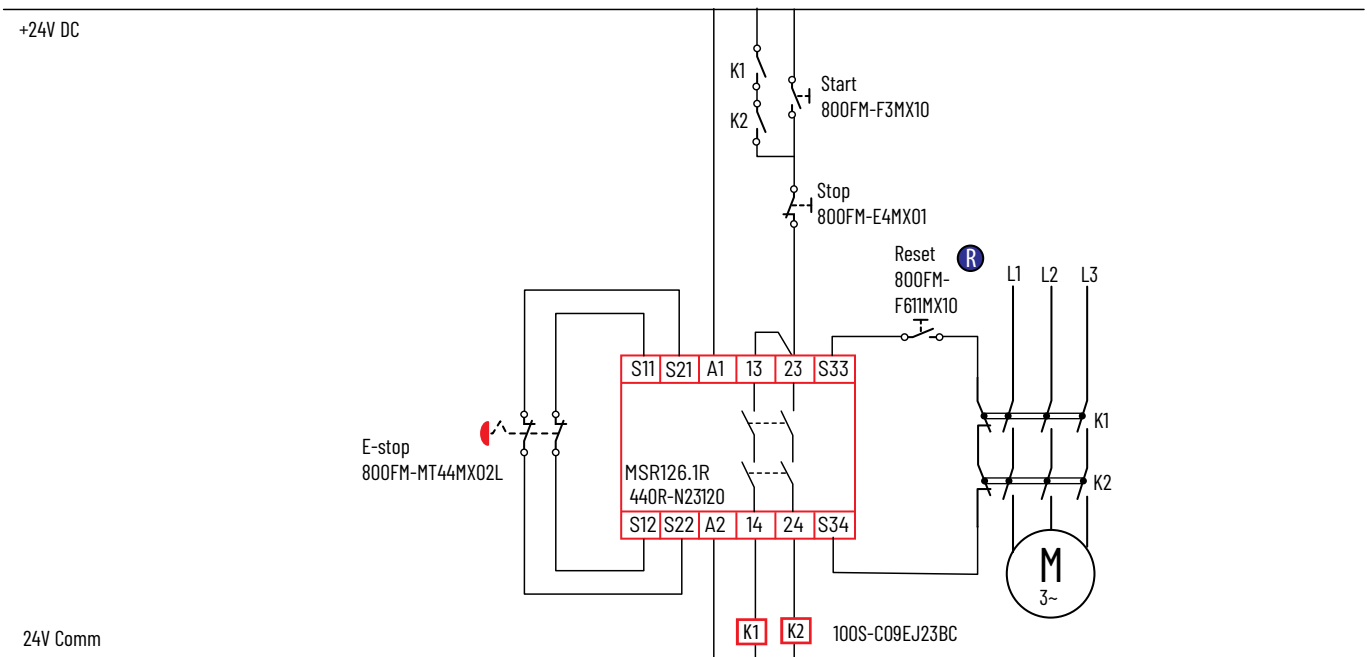 +24V DC
K1
Start
800FM-F3MX10
K2
Stop
800FM-E4MX01
Reset
R
800FM-
F611MX10
L1
L2
L3
S11
S21
A1
13
23
S33
K1
E-stop
800FM-MT44MX02L
MSR126.1R
440R-N23120
K2
S12
S22
A2
14
24
S34
M
3~
24V Comm
K1
K2
100S-C09EJ23BC